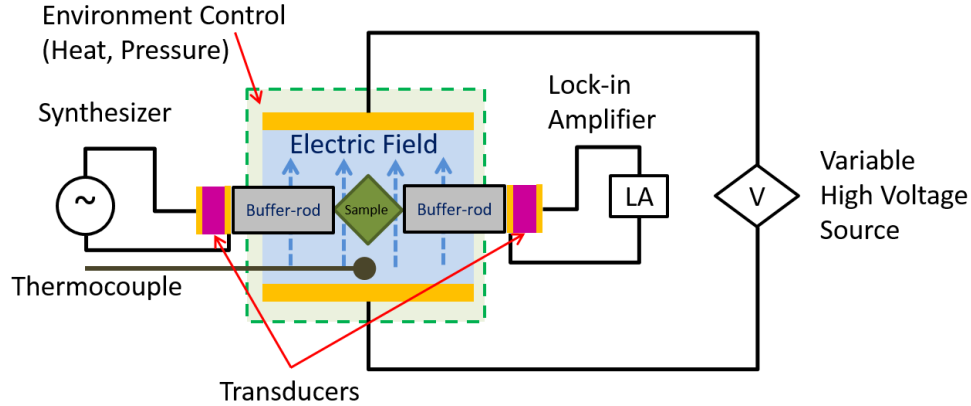 Environment Control
(Heat, Pressure)
Synthesizer
Lock-in
Amplifier
Electric Field
Variable
High Voltage
Source
~
Buffer-rod
Sample
Buffer-rod
LA
V
Thermocouple
Transducers